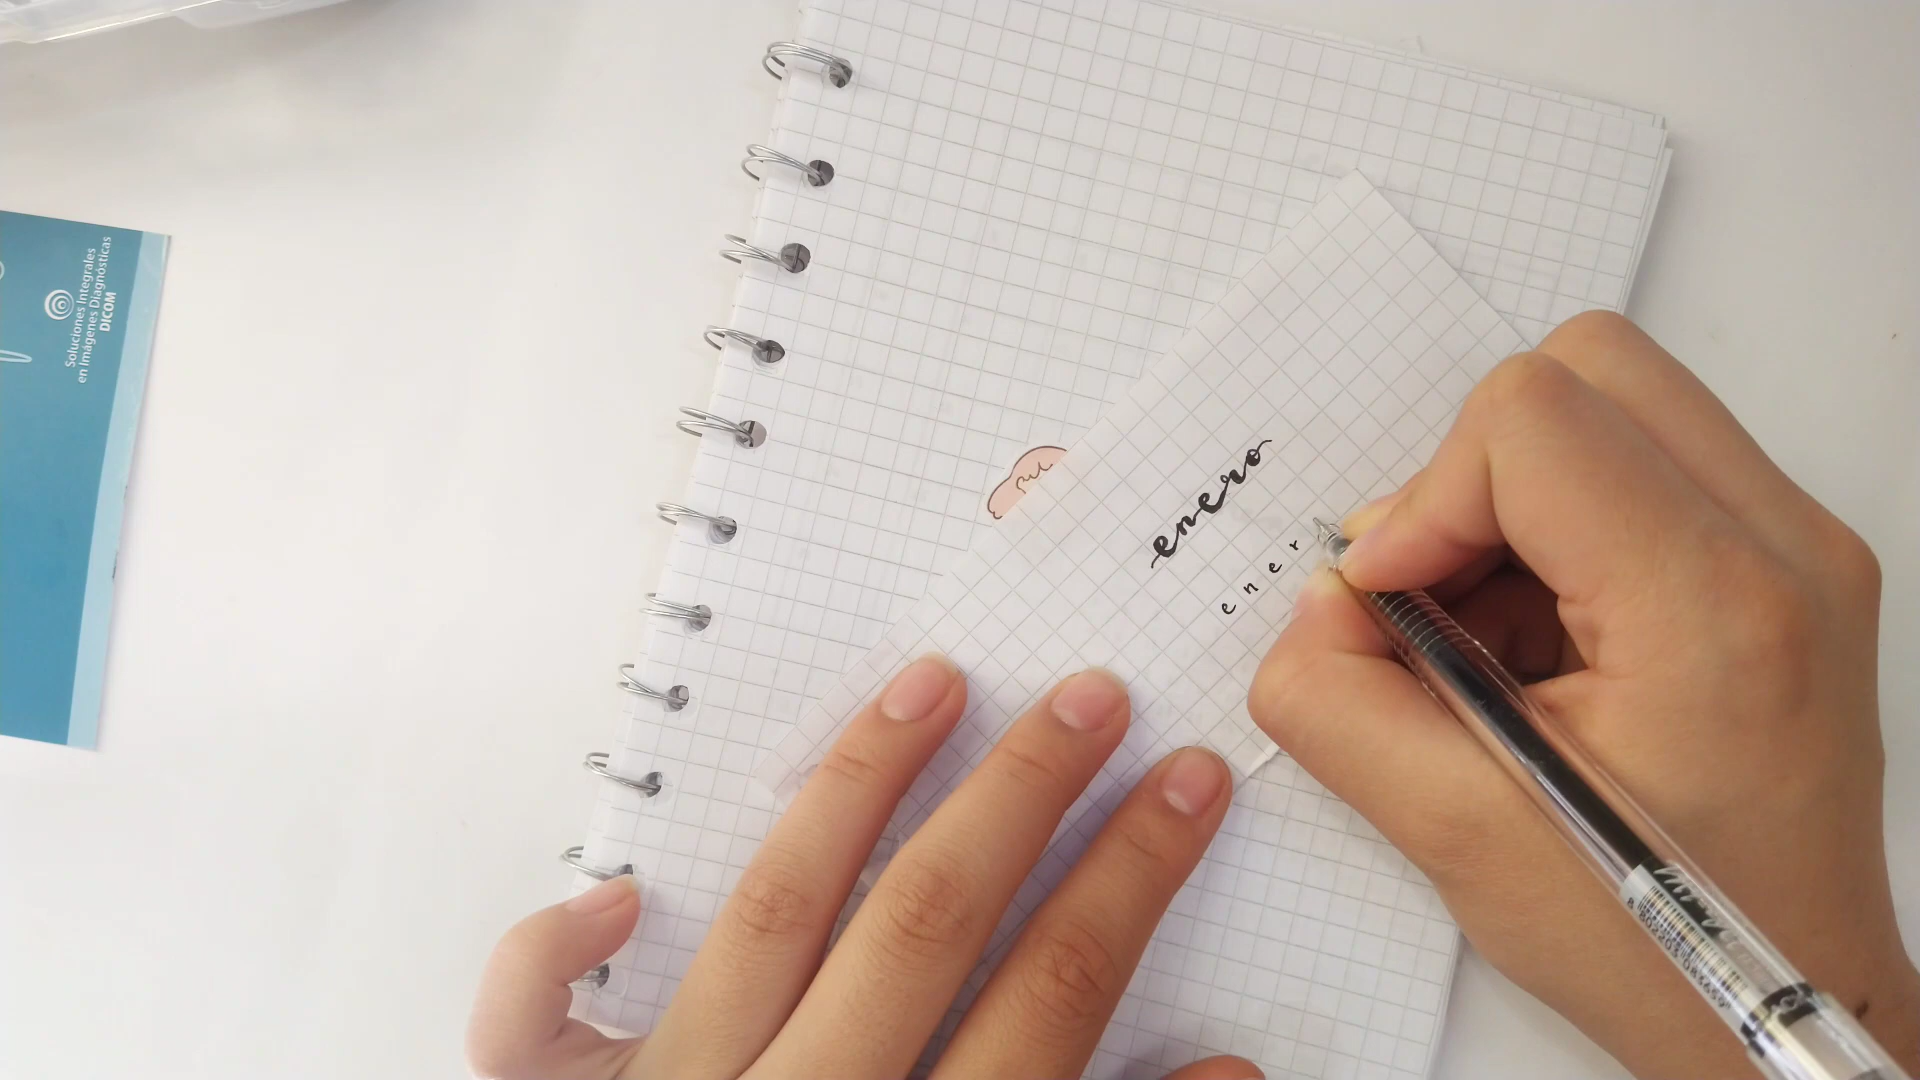 enero
e n e r
Soluciones Integrales
en Imágenes Diagnósticas
DICOM